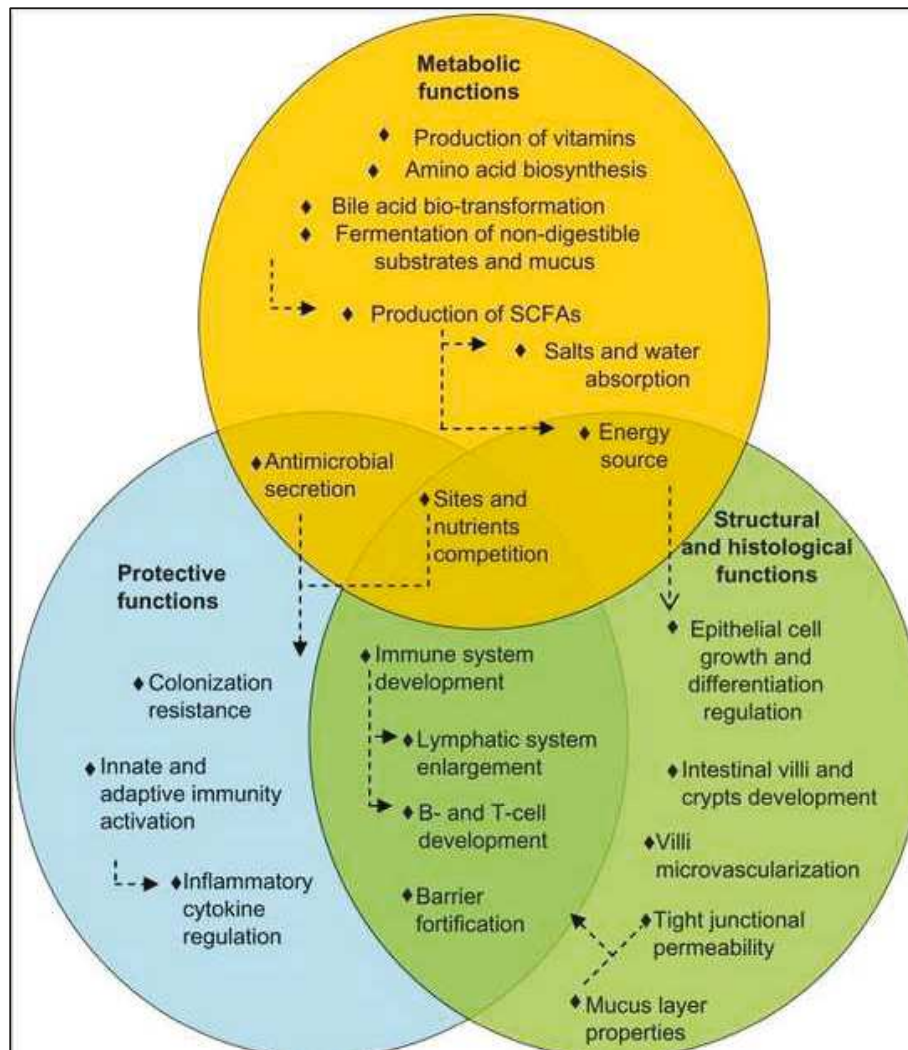 Metabolic
functions
♦ Production of vitamins
♦ Amino acid biosynthesis
♦ Bile acid bio-transformation
♦ Fermentation of non-digestible
substrates and mucus
♦ Production of SCFAs
♦ Salts and water
absorption
♦ Energy
source
♦ Antimicrobial
secretion
♦ Sites and
nutrients
competition
Protective
functions
Structural
and histological
functions
♦ Colonization
resistance
♦ Innate and
adaptive immunity
activation
♦ Inflammatory
cytokine
regulation
♦ Immune system
development
♦ Lymphatic system
enlargement
♦ B- and T-cell
development
♦ Barrier
fortification
♦ Epithelial cell
growth and
differentiation
regulation
♦ Intestinal villi and
crypts development
♦ Villi
microvascularization
♦ Tight junctional
permeability
♦ Mucus layer
properties